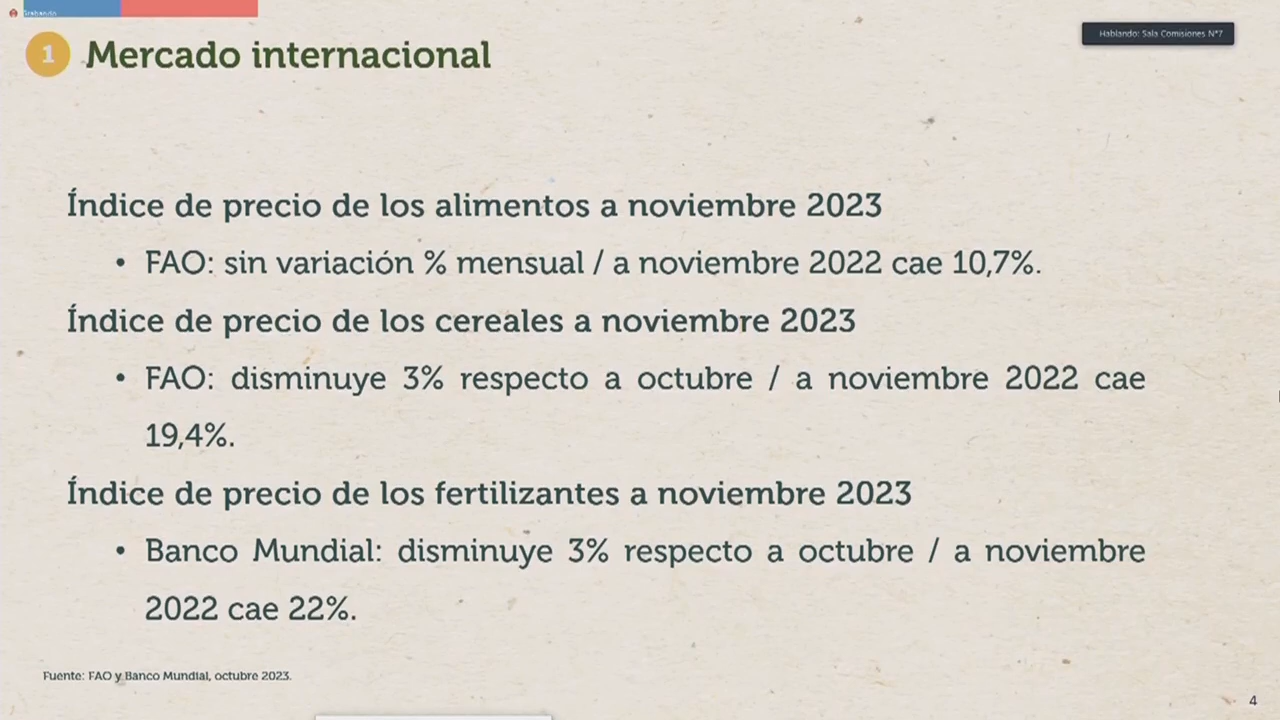 Grabando
Hablando: Sala Comisiones N°7
1 Mercado internacional
Índice de precio de los alimentos a noviembre 2023
• FAO: sin variación % mensual / a noviembre 2022 cae 10,7%.
Índice de precio de los cereales a noviembre 2023
• FAO: disminuye 3% respecto a octubre / a noviembre 2022 cae
19,4%.
Índice de precio de los fertilizantes a noviembre 2023
• Banco Mundial: disminuye 3% respecto a octubre / a noviembre
2022 cae 22%.
Fuente: FAO y Banco Mundial, octubre 2023.
4